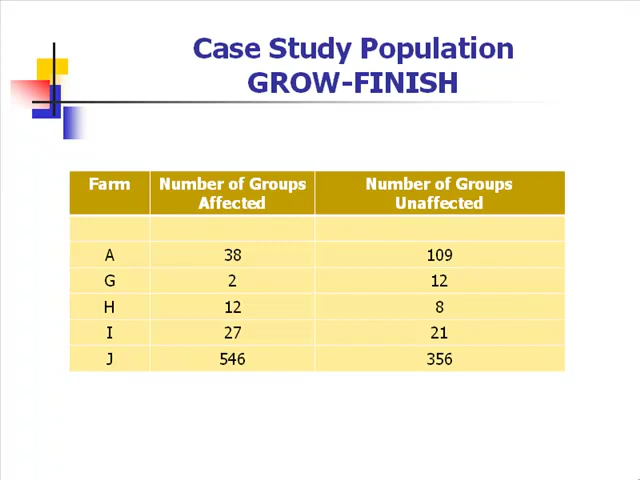 Case Study Population
GROW-FINISH
Farm Number of Groups Affected Number of Groups Unaffected
A 38 109
G 2 12
H 12 8
I 27 21
J 546 356